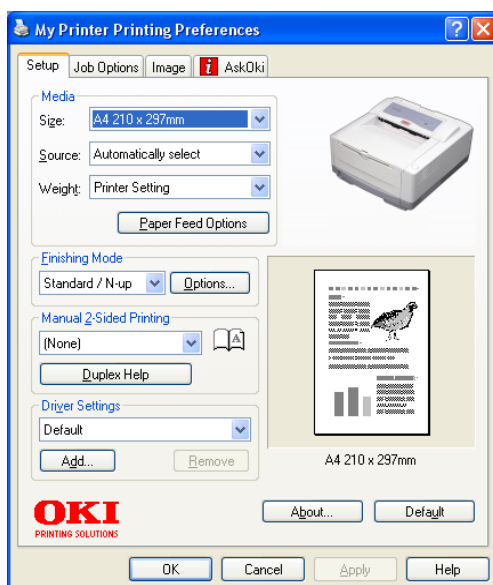 My Printer Printing Preferences
Setup Job Options Image i AskOki
Media
Size: A4 210 x 297mm
Source: Automatically select
Weight: Printer Setting
Paper Feed Options
Finishing Mode
Standard / N-up Options...
Manual 2-Sided Printing
(None) A
Duplex Help
Driver Settings
Default
Add... Remove
A4 210 x 297mm
OKI
PRINTING SOLUTIONS
About... Default
OK Cancel Apply Help